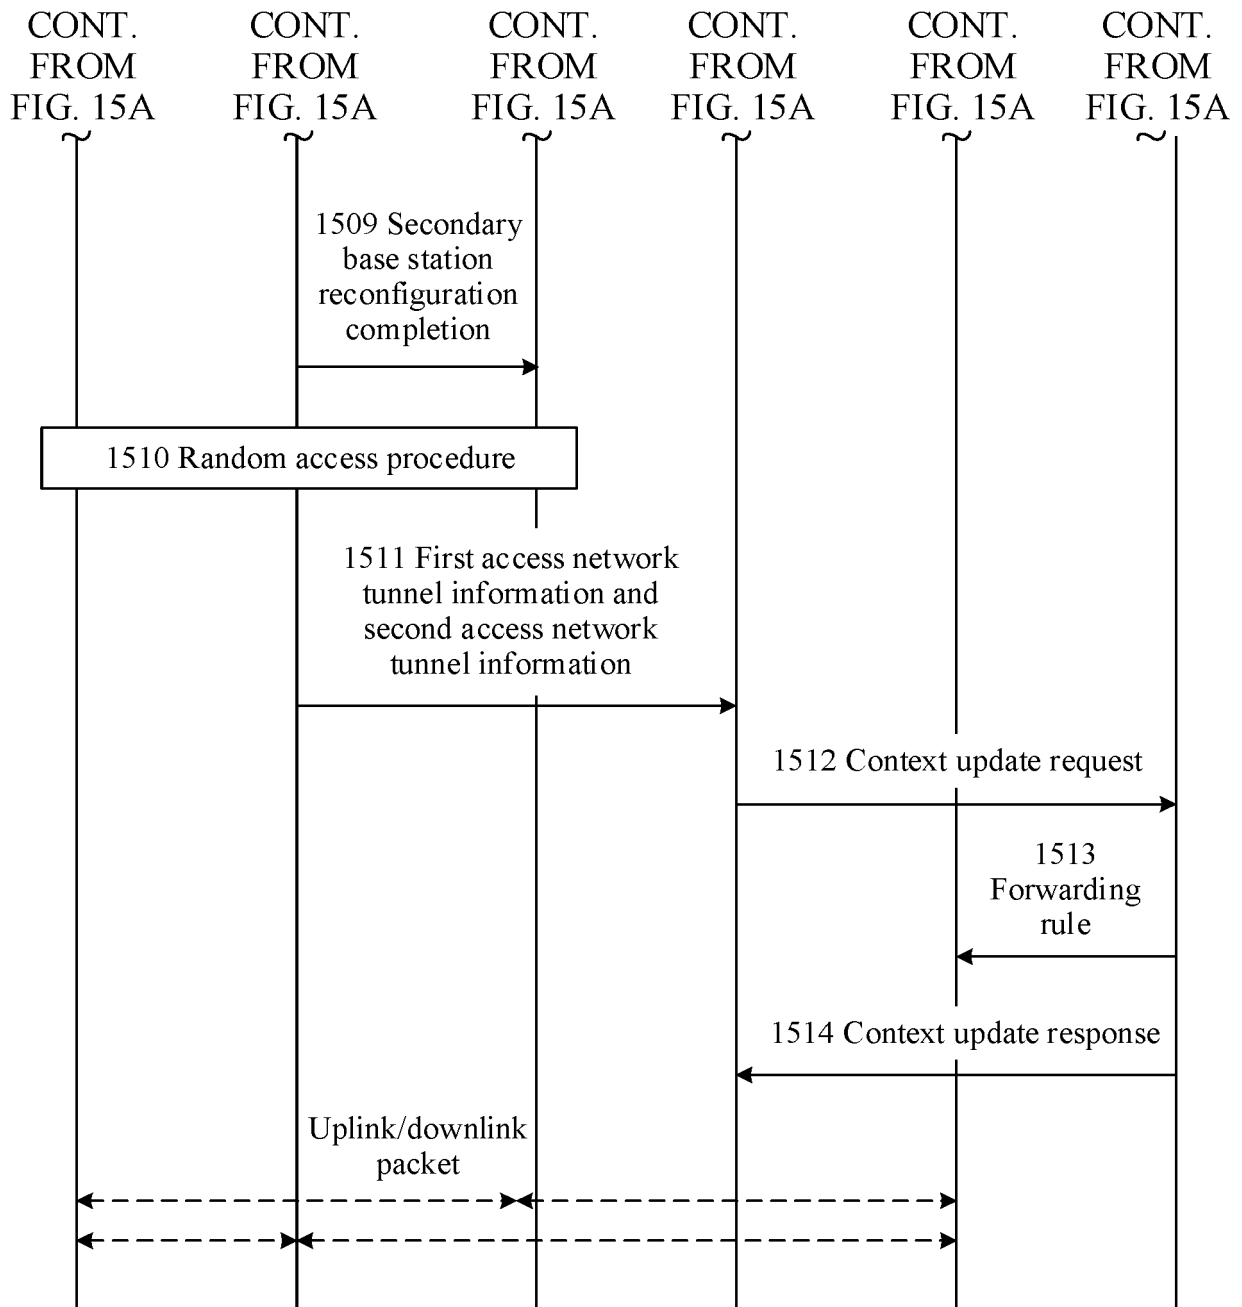 CONT. FROM FIG. 15A
CONT. FROM FIG. 15A
CONT. FROM FIG. 15A
CONT. FROM FIG. 15A
CONT. FROM FIG. 15A
CONT. FROM FIG. 15A
1509 Secondary
base station
reconfiguration
completion
1510 Random access procedure
1511 First access network
tunnel information and
second access network
tunnel information
1512 Context update request
1513
Forwarding
rule
1514 Context update response
Uplink/downlink
packet